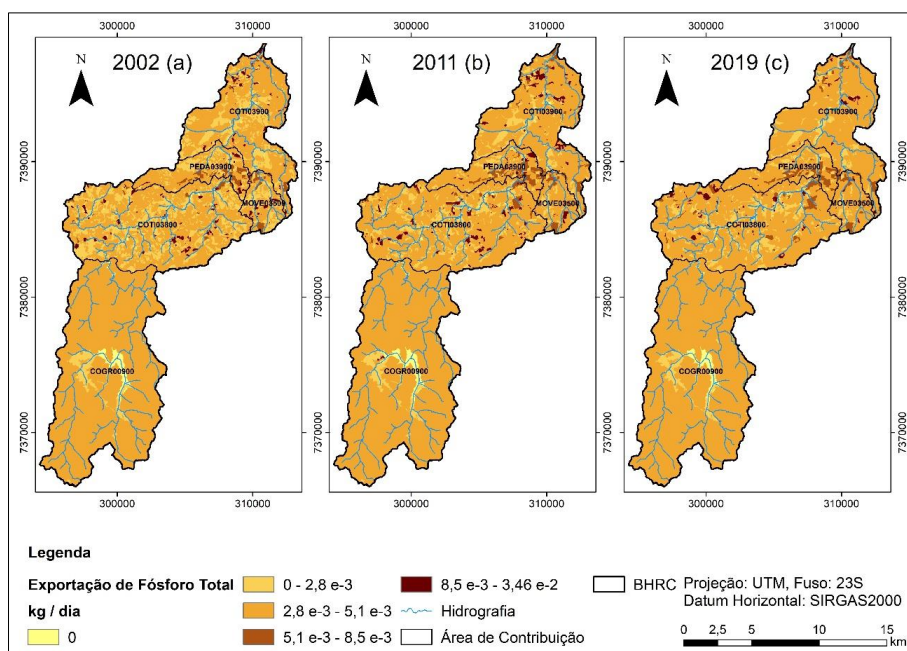 300000 310000 300000 310000 300000 310000
N 2002 (a) N 2011 (b) N 2019 (c)
COTI03900 COTI03900 COTI03900
7390000 7390000
PEDA03900 PEDA03900 PEDA03900
MOVE03500 MOVE03500 MOVE03500
COTI03800 COTI03800 COTI03800
7380000 7380000
COGR00900 COGR00900 COGR00900
7370000 7370000
300000 310000 300000 310000 300000 310000
Legenda
Exportação de Fósforo Total
kg / dia
0
0 - 2,8 e-3
2,8 e-3 - 5,1 e-3
5,1 e-3 - 8,5 e-3
8,5 e-3 - 3,46 e-2
Hidrografia
Área de Contribuição
BHRC
Projeção: UTM, Fuso: 23S
Datum Horizontal: SIRGAS2000
0 2,5 5 10 15
km